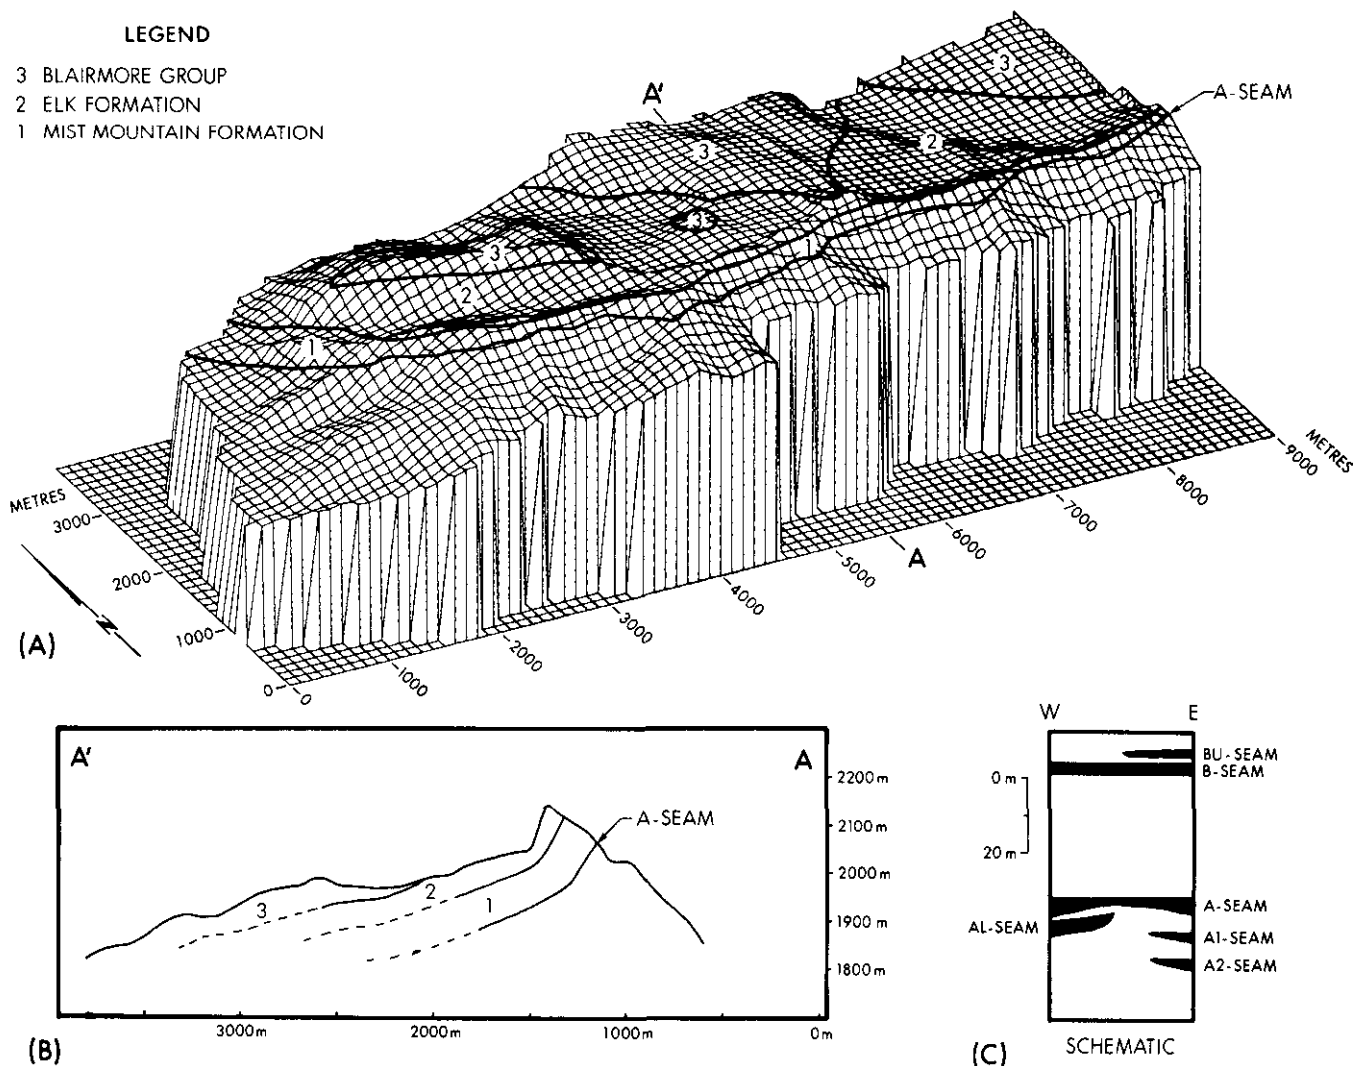 LEGEND
3 BLAIRMORE GROUP
2 ELK FORMATION
1 MIST MOUNTAIN FORMATION
A'
A-SEAM
3
2
3
3
3
2
1
1
METRES
3000
2000
1000
0
0
1000
2000
3000
4000
5000
6000
7000
8000
9000
METRES
A
N
(A)
A'
A
2200 m
2100 m
2000 m
1900 m
1800 m
A-SEAM
3
2
1
3000m
2000m
1000m
0m
(B)
W E
BU-SEAM
B-SEAM
0 m
20 m
A-SEAM
AL-SEAM
A1-SEAM
A2-SEAM
SCHEMATIC
(C)